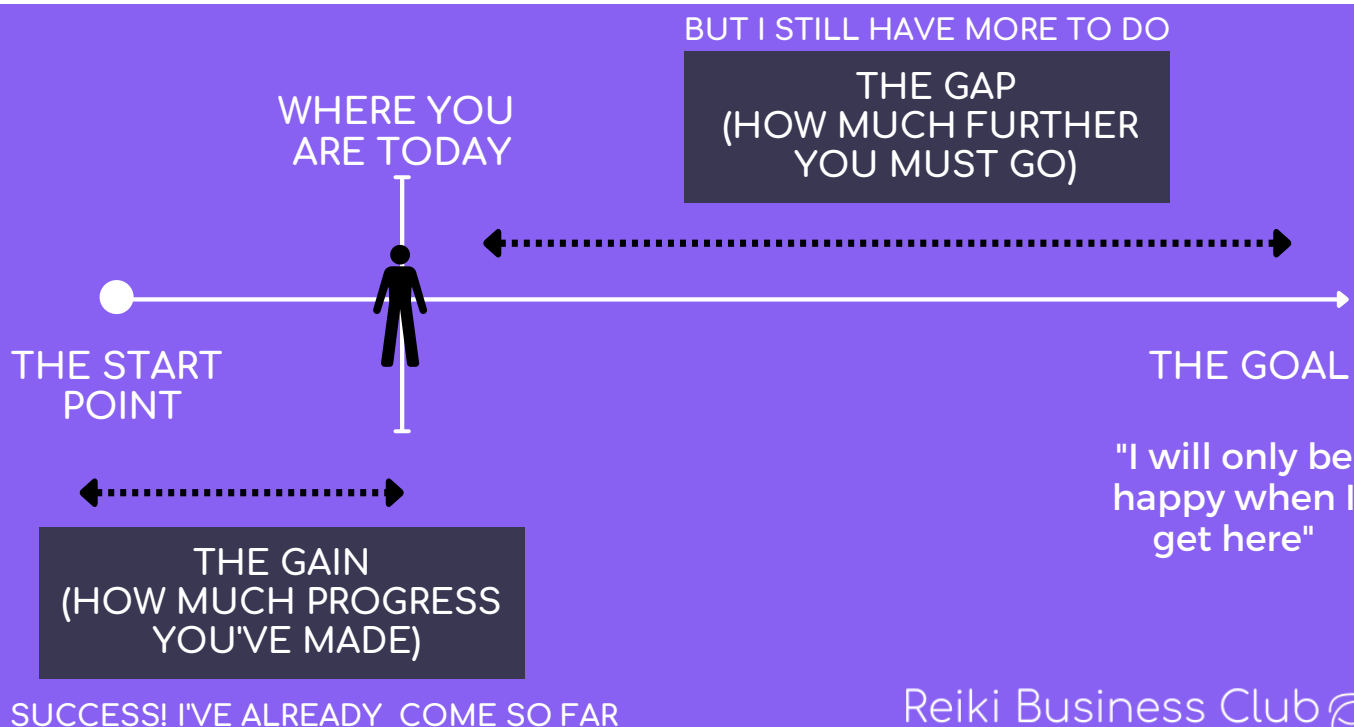 BUT I STILL HAVE MORE TO DO
THE GAP
(HOW MUCH FURTHER
YOU MUST GO)
WHERE YOU
ARE TODAY
THE START
POINT
THE GOAL
"I will only be
happy when I
get here"
THE GAIN
(HOW MUCH PROGRESS
YOU'VE MADE)
SUCCESS! I'VE ALREADY COME SO FAR
Reiki Business Club